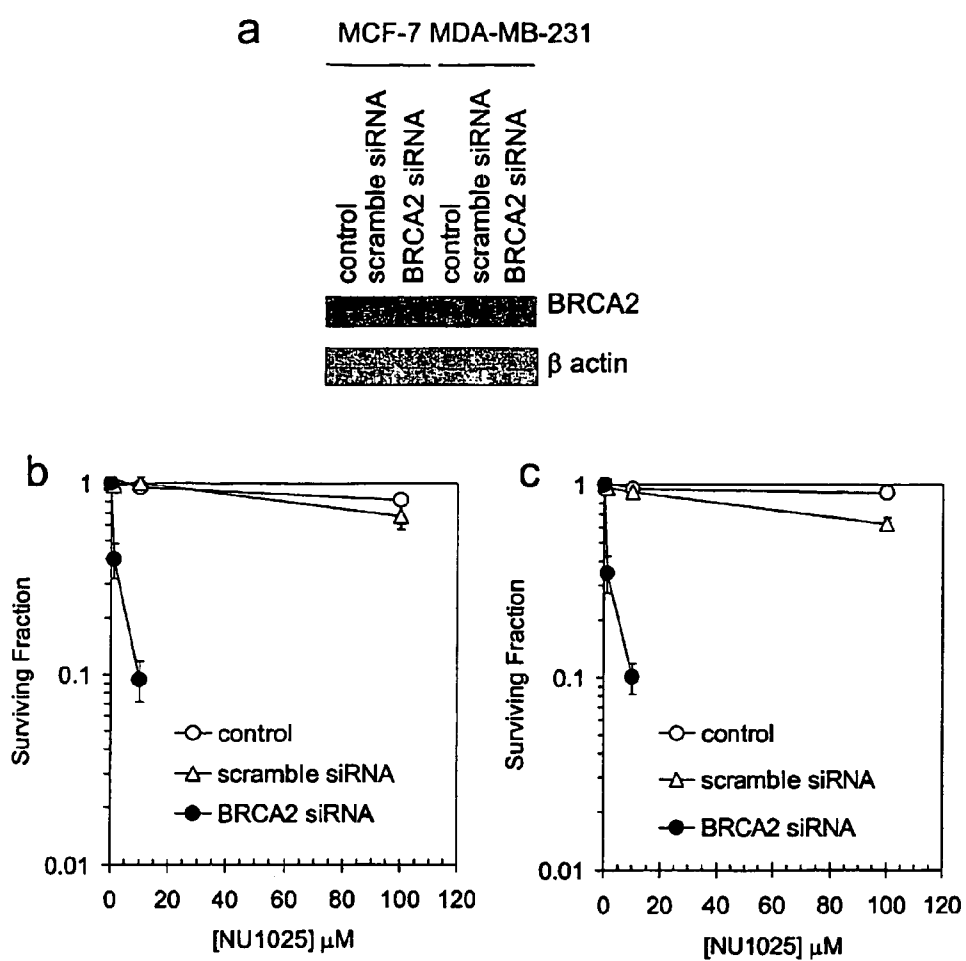 a
MCF-7 MDA-MB-231
control
scramble siRNA
BRCA2 siRNA
control
scramble siRNA
BRCA2 siRNA
BRCA2
β actin
b
1
0.1
0.01
Surviving Fraction
control
scramble siRNA
BRCA2 siRNA
0 20 40 60 80 100 120
[NU1025] μM
c
1
0.1
0.01
Surviving Fraction
control
scramble siRNA
BRCA2 siRNA
0 20 40 60 80 100 120
[NU1025] μM